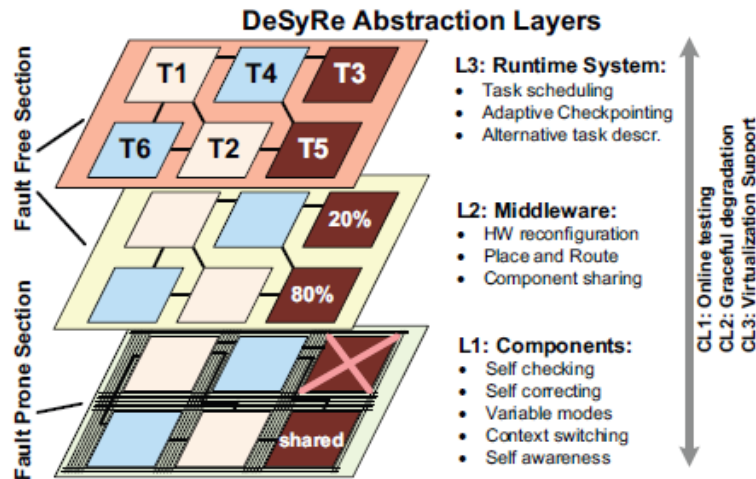 DeSyRe Abstraction Layers
Fault Free Section
Fault Prone Section
T1
T4
T3
T6
T2
T5
20%
80%
shared
L3: Runtime System:
• Task scheduling
• Adaptive Checkpointing
• Alternative task descr.
L2: Middleware:
• HW reconfiguration
• Place and Route
• Component sharing
L1: Components:
• Self checking
• Self correcting
• Variable modes
• Context switching
• Self awareness
CL1: Online testing
CL2: Graceful degradation
CL3: Virtualization Support